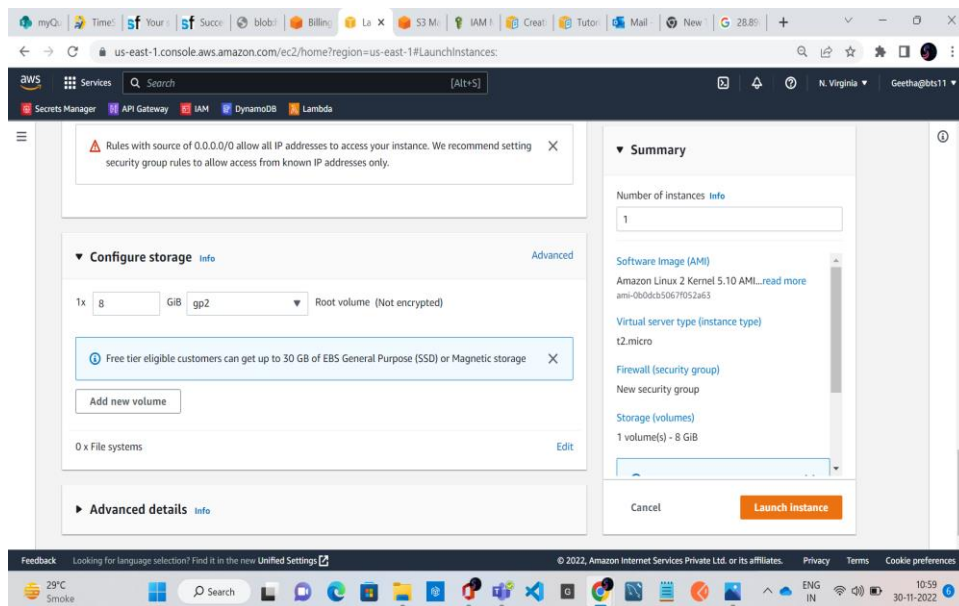 myQ
TimeS
Your s
Succe
blob:
Billing
La
S3 M
IAM
Creat
Tutor
Mail
New
28.89
us-east-1.console.aws.amazon.com/ec2/home?region=us-east-1#LaunchInstances:
aws
Services
Search
[Alt+S]
N. Virginia
Geetha@bts11
Secrets Manager
API Gateway
IAM
DynamoDB
Lambda
Rules with source of 0.0.0.0/0 allow all IP addresses to access your instance. We recommend setting
security group rules to allow access from known IP addresses only.
Configure storage Info
Advanced
1x 8 GiB gp2 Root volume (Not encrypted)
Free tier eligible customers can get up to 30 GB of EBS General Purpose (SSD) or Magnetic storage
Add new volume
0 x File systems
Edit
Advanced details Info
Summary
Number of instances Info
1
Software Image (AMI)
Amazon Linux 2 Kernel 5.10 AMI...read more
ami-0b0dcb5067f052a63
Virtual server type (instance type)
t2.micro
Firewall (security group)
New security group
Storage (volumes)
1 volume(s) - 8 GiB
Cancel
Launch instance
Feedback
Looking for language selection? Find it in the new Unified Settings
© 2022, Amazon Internet Services Private Ltd. or its affiliates.
Privacy
Terms
Cookie preferences
29°C
Smoke
Search
ENG
IN
10:59
30-11-2022
6